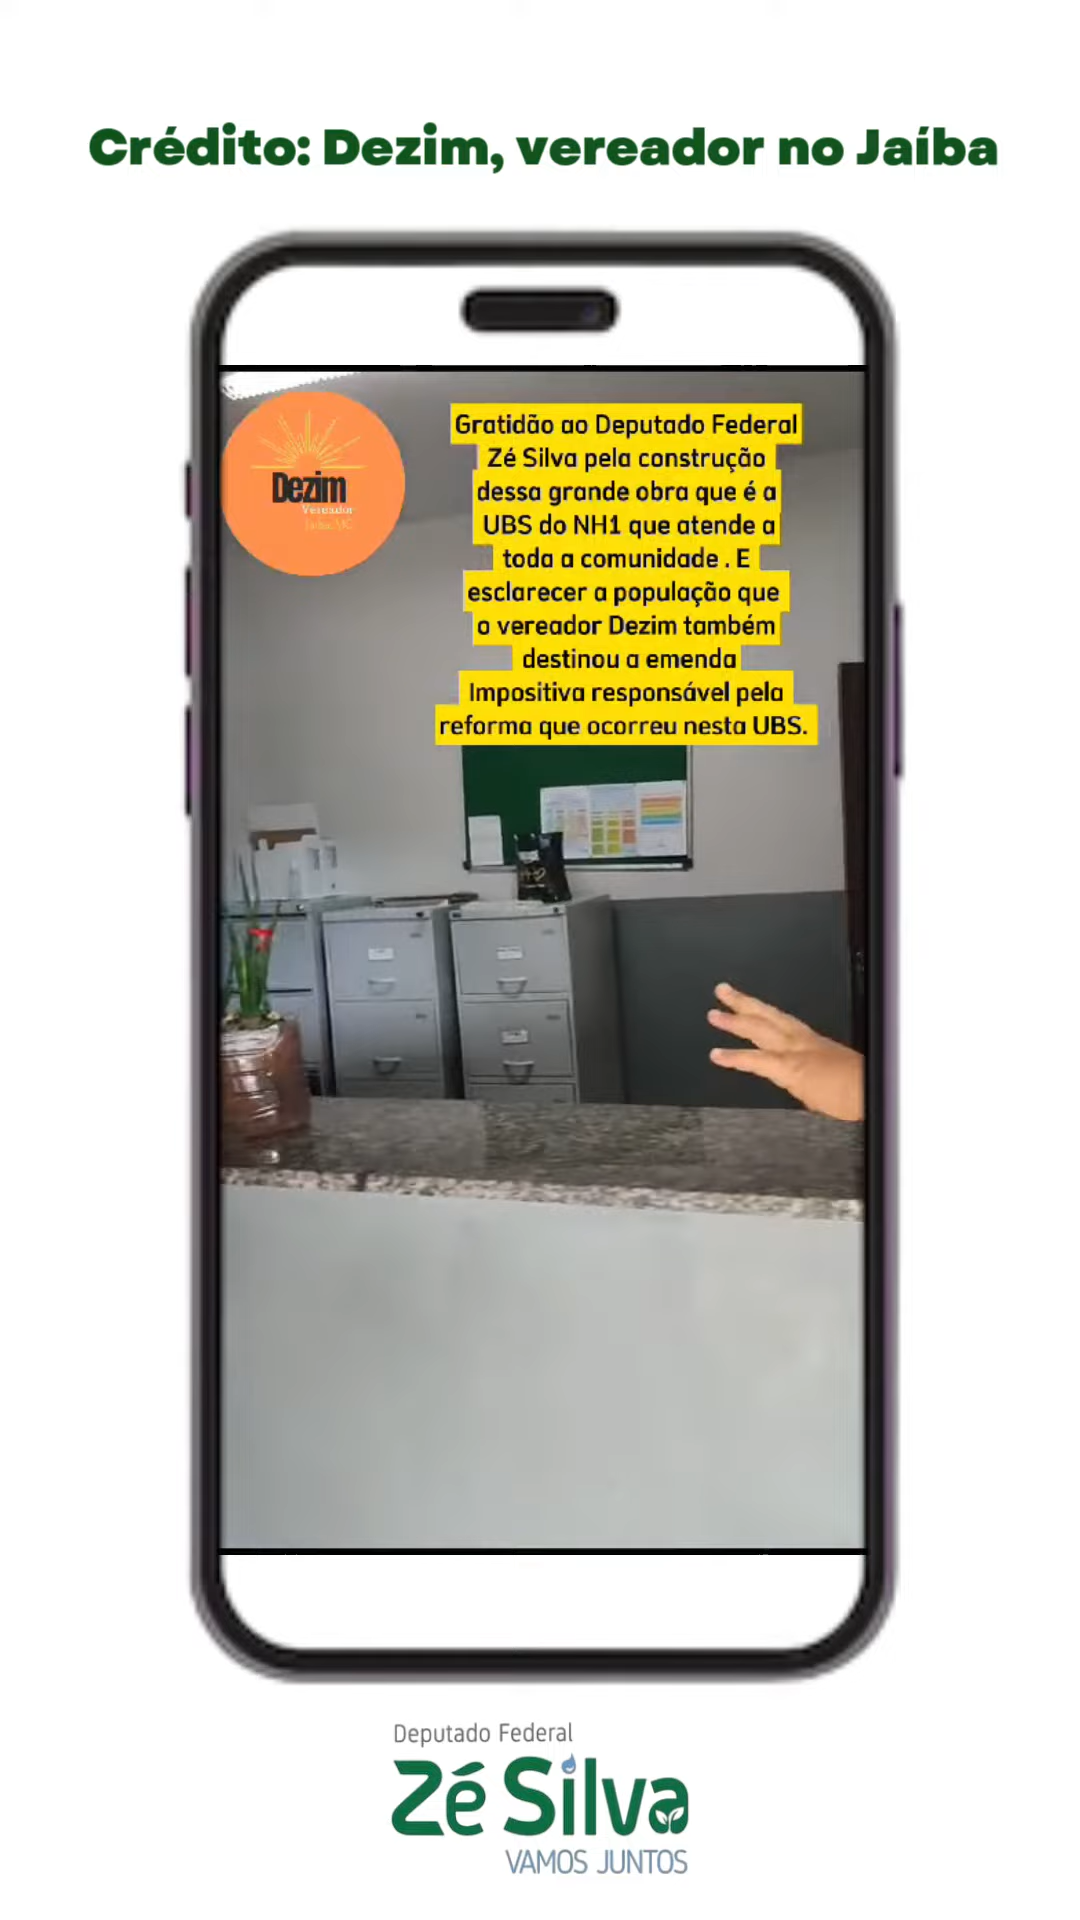 Crédito: Dezim, vereador no Jaíba
Dezim
Vereador
Gratidão ao Deputado Federal
Zé Silva pela construção
dessa grande obra que é a
UBS do NH1 que atende a
toda a comunidade . E
esclarecer a população que
o vereador Dezim também
destinou a emenda
Impositiva responsável pela
reforma que ocorreu nesta UBS.
Deputado Federal
Zé Silva
VAMOS JUNTOS